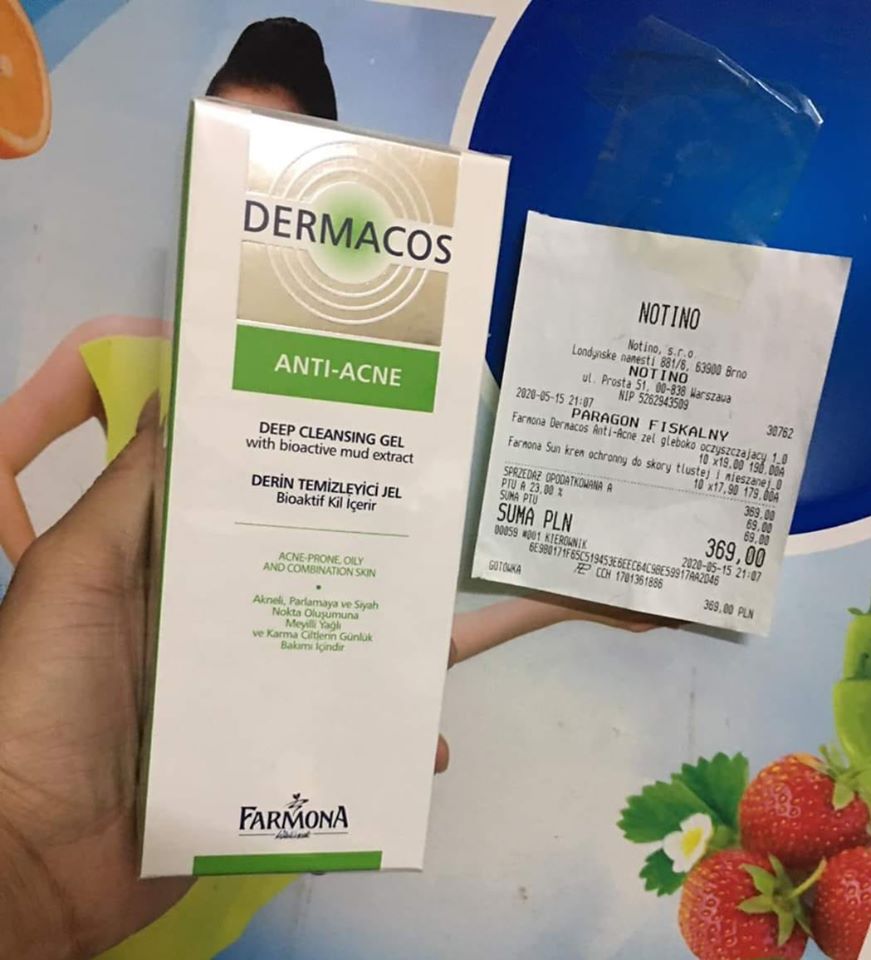 DERMACOS
ANTI-ACNE
DEEP CLEANSING GEL
with bioactive mud extract
DERİN TEMİZLEYİCİ JEL
Bioaktif Kil İçerir
ACNE-PRONE, OILY
AND COMBINATION SKIN
Akneli, Parlamaya ve Siyah
Nokta Oluşumuna
Meyilli Yağlı
ve Karma Ciltlerin Günlük
Bakımı İçindir
FARMONA
NOTINO
Notino, s.r.o
Londynske namesti 881/6, 63900 Brno
NOTINO
ul. Prosta 51, 00-838 Warszawa
NIP 5262943509
2020-05-15 21:07 30762
PARAGON FISKALNY
Farmona Dermacos Anti-Acne zel gleboko oczyszczajacy 1.0
10 x19.00 190.00A
Farmona Sun krem ochronny do skory tlustej i mieszanej.0
10 x17,90 179.00A
SPRZEDAZ OPODATKOWANA A 369,00
PTU A 23,00 % 69,00
SUMA PTU 69,00
SUMA PLN 369,00
00059 #001 KIEROWNIK 2020-05-15 21:07
6E980171F65C519453E8EEC64C9BE59917AA2D46
CCH 1701361886
GOTOWKA 369.00 PLN